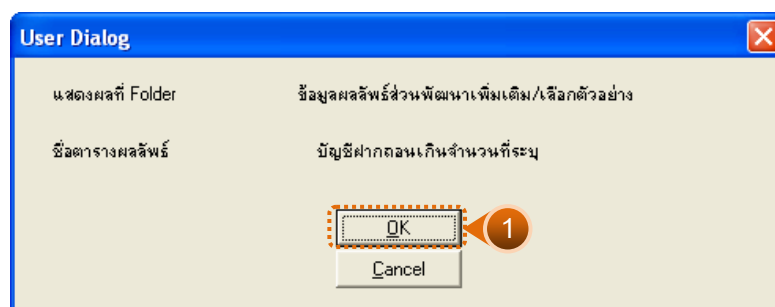 User Dialog
แสดงผลที่ Folder ข้อมูลผลลัพธ์ส่วนพัฒนาเพิ่มเติม/เลือกตัวอย่าง
ชื่อตารางผลลัพธ์ บัญชีฝากถอนเกินจำนวนที่ระบุ
OK 1
Cancel